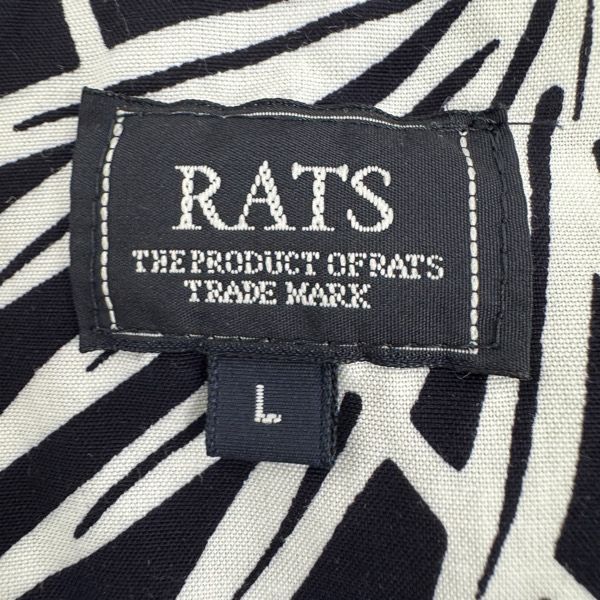 RATS
THE PRODUCT OF RATS
TRADE MARK
L